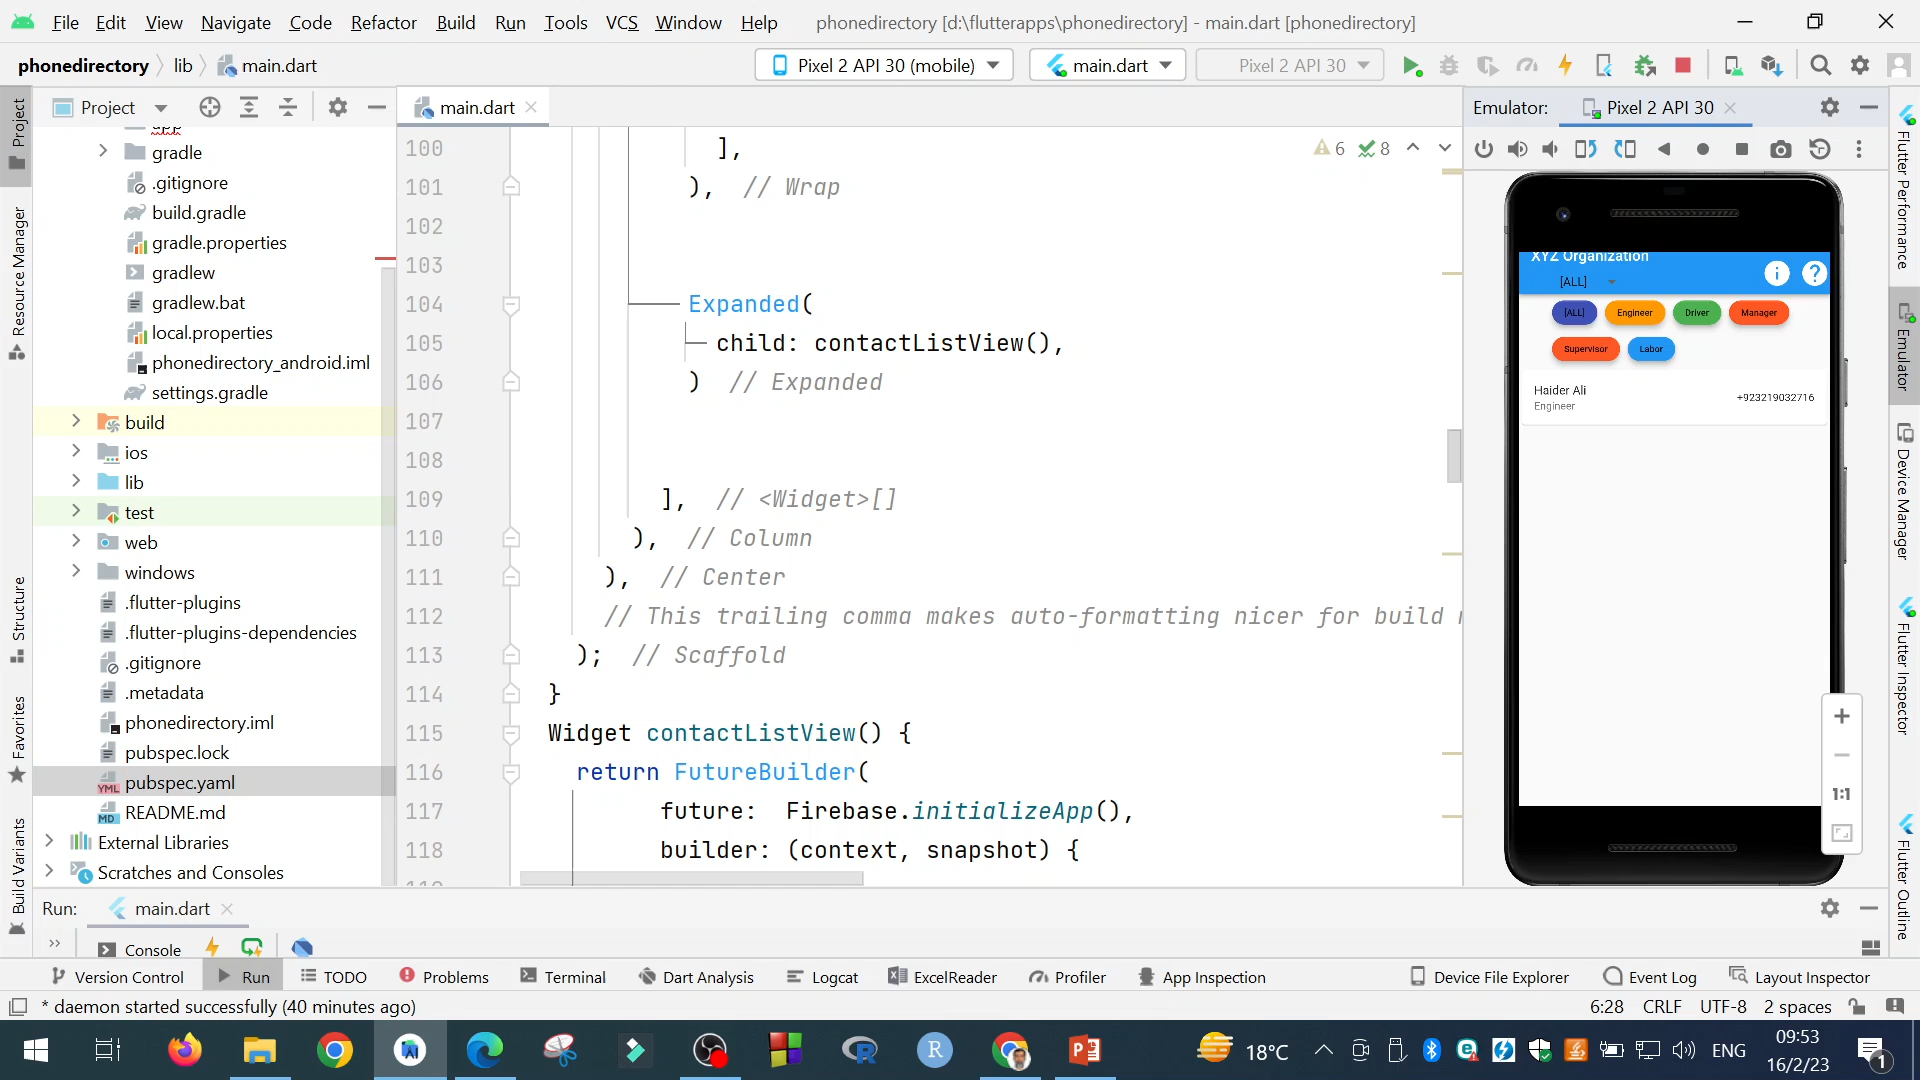 File Edit View Navigate Code Refactor Build Run Tools VCS Window Help phonedirectory [d:\flutterapps\phonedirectory] - main.dart [phonedirectory]
phonedirectory lib main.dart
Pixel 2 API 30 (mobile) main.dart Pixel 2 API 30
Project
main.dart
Emulator: Pixel 2 API 30
Project
Resource Manager
Structure
Favorites
Build Variants
app
gradle
.gitignore
build.gradle
gradle.properties
gradlew
gradlew.bat
local.properties
phonedirectory_android.iml
settings.gradle
build
ios
lib
test
web
windows
.flutter-plugins
.flutter-plugins-dependencies
.gitignore
.metadata
phonedirectory.iml
pubspec.lock
pubspec.yaml
README.md
External Libraries
Scratches and Consoles
6 8
100 ],
101 ), // Wrap
102
103
104 Expanded(
105 child: contactListView(),
106 ) // Expanded
107
108
109 ], // <Widget>[]
110 ), // Column
111 ), // Center
112 // This trailing comma makes auto-formatting nicer for build
113 ); // Scaffold
114 }
115 Widget contactListView() {
116 return FutureBuilder(
117 future: Firebase.initializeApp(),
118 builder: (context, snapshot) {
XYZ Organization
[ALL]
[ALL] Engineer Driver Manager
Supervisor Labor
Haider Ali
Engineer
+923219032716
1:1
Flutter Performance
Emulator
Device Manager
Flutter Inspector
Flutter Outline
Run: main.dart
Console
Version Control Run TODO Problems Terminal Dart Analysis Logcat ExcelReader Profiler App Inspection Device File Explorer Event Log Layout Inspector
* daemon started successfully (40 minutes ago) 6:28 CRLF UTF-8 2 spaces
18°C ENG
09:53
16/2/23
1